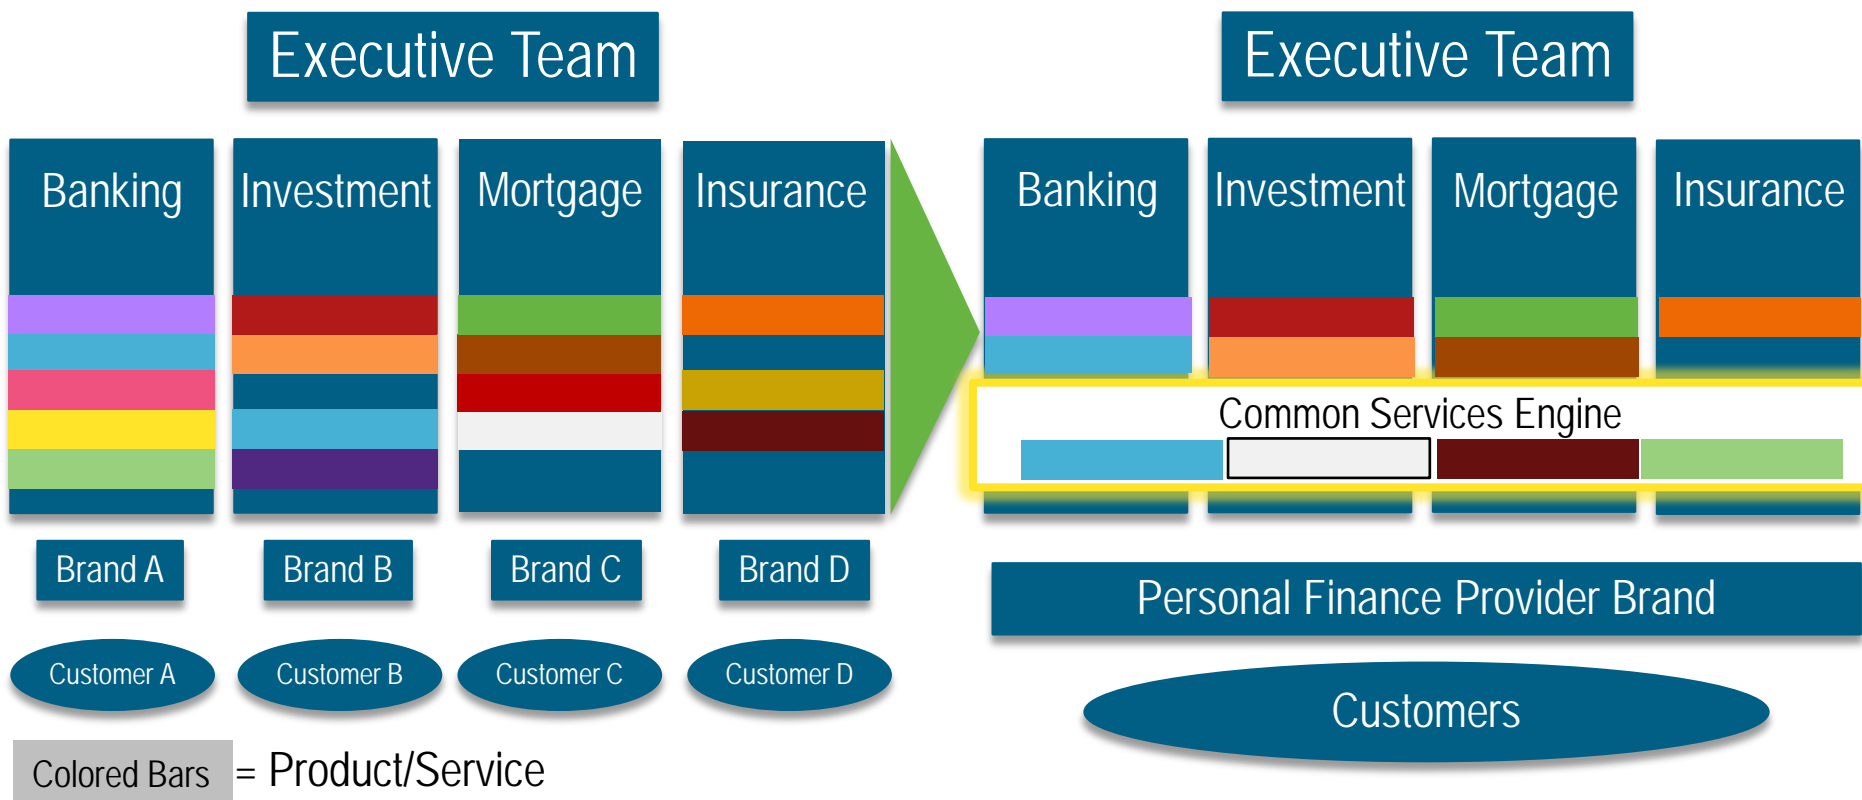 Executive Team
Banking
Investment
Mortgage
Insurance
Brand A
Brand B
Brand C
Brand D
Customer A
Customer B
Customer C
Customer D
Colored Bars = Product/Service
Executive Team
Banking
Investment
Mortgage
Insurance
Common Services Engine
Personal Finance Provider Brand
Customers